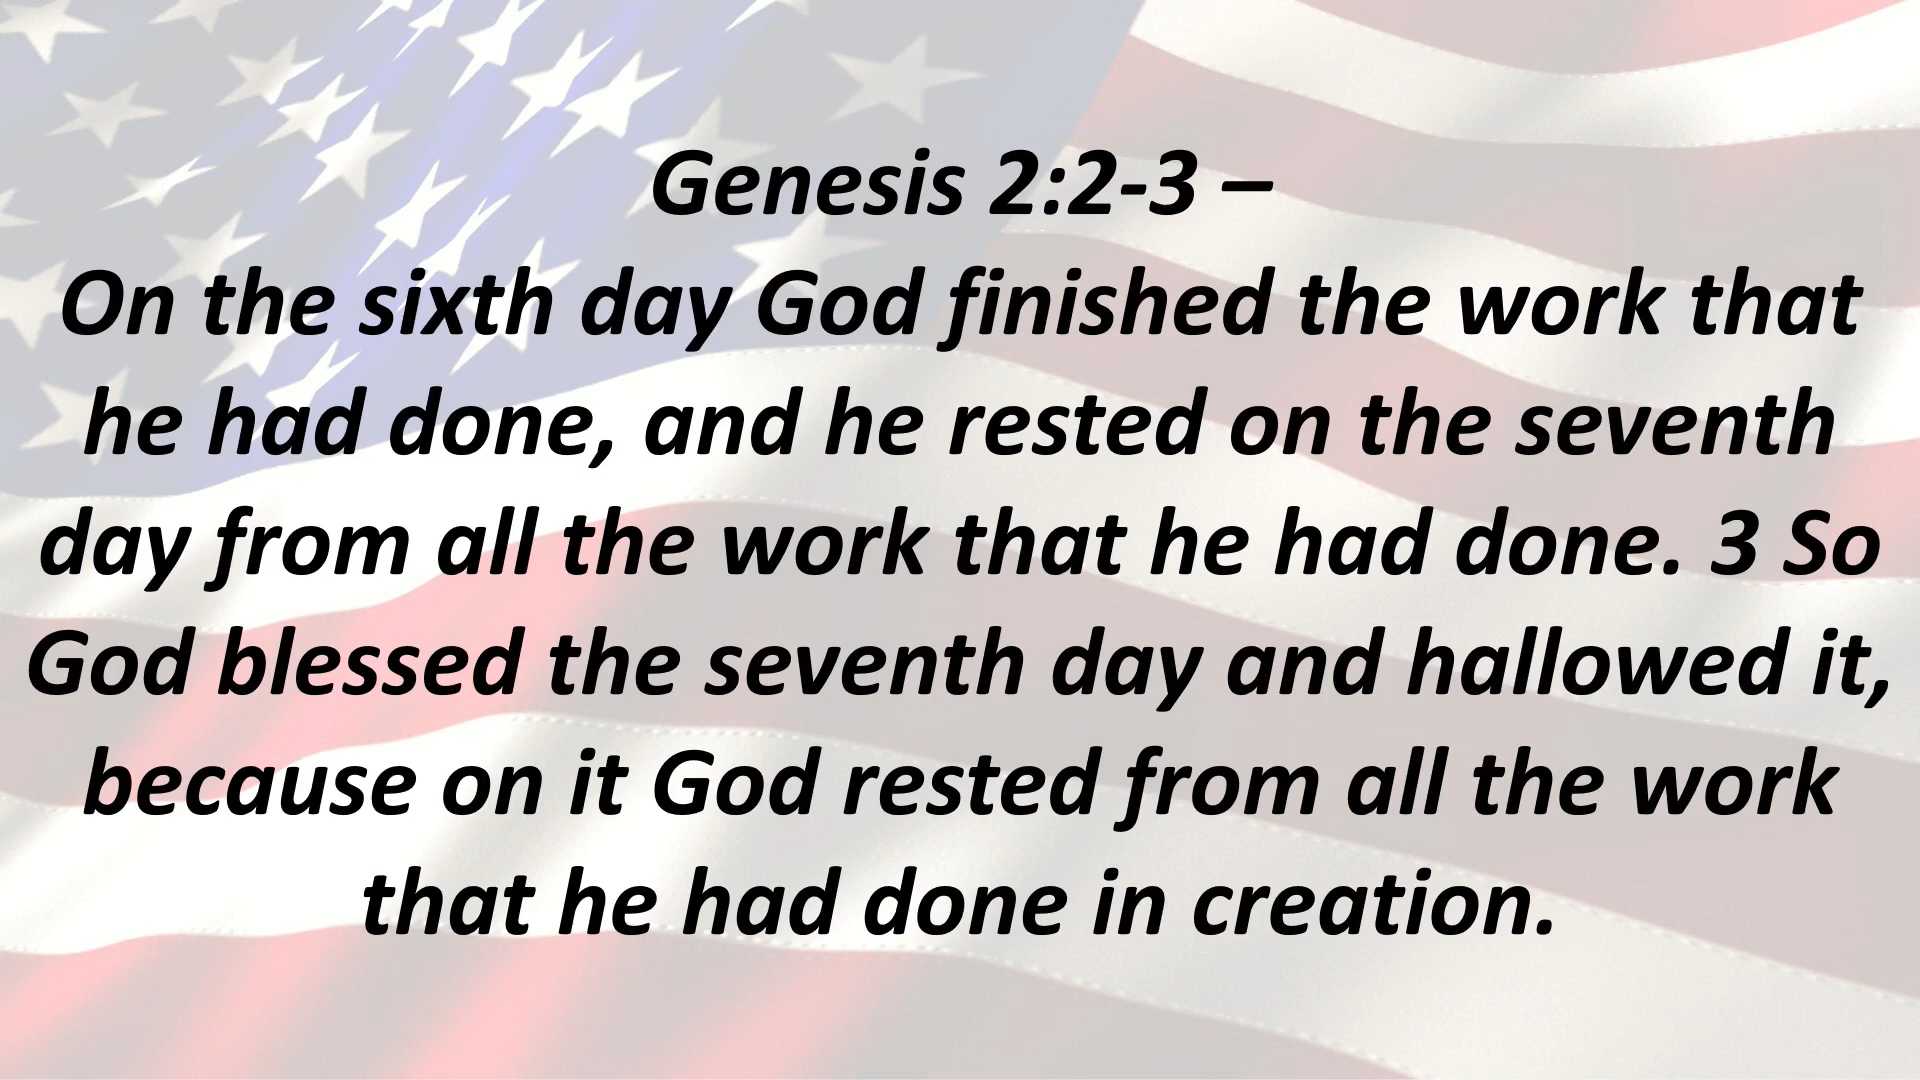 Genesis 2:2-3 –
On the sixth day God finished the work that
he had done, and he rested on the seventh
day from all the work that he had done. 3 So
God blessed the seventh day and hallowed it,
because on it God rested from all the work
that he had done in creation.